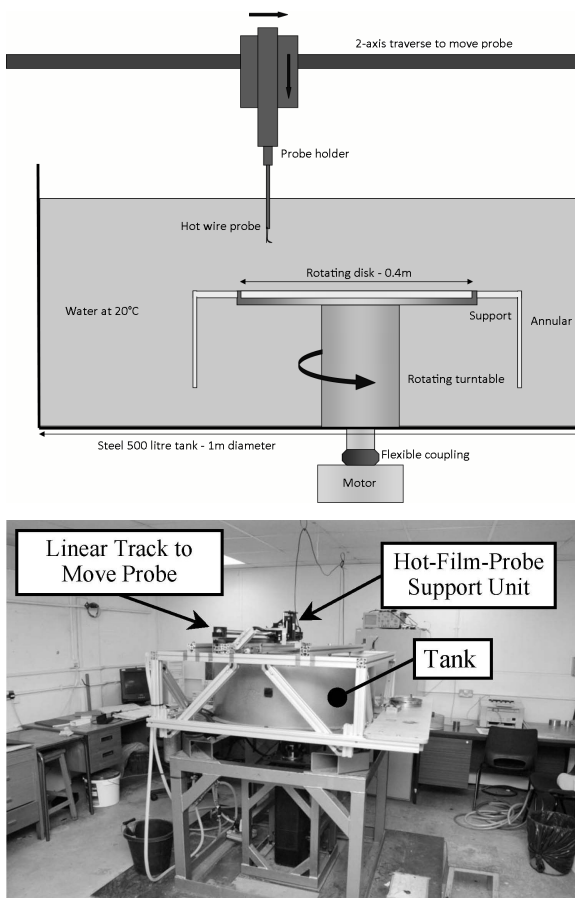 2-axis traverse to move probe
Probe holder
Hot wire probe
Rotating disk - 0.4m
Water at 20°C
Support
Annular
Rotating turntable
Steel 500 litre tank - 1m diameter
Flexible coupling
Motor
Linear Track to
Move Probe
Hot-Film-Probe
Support Unit
Tank